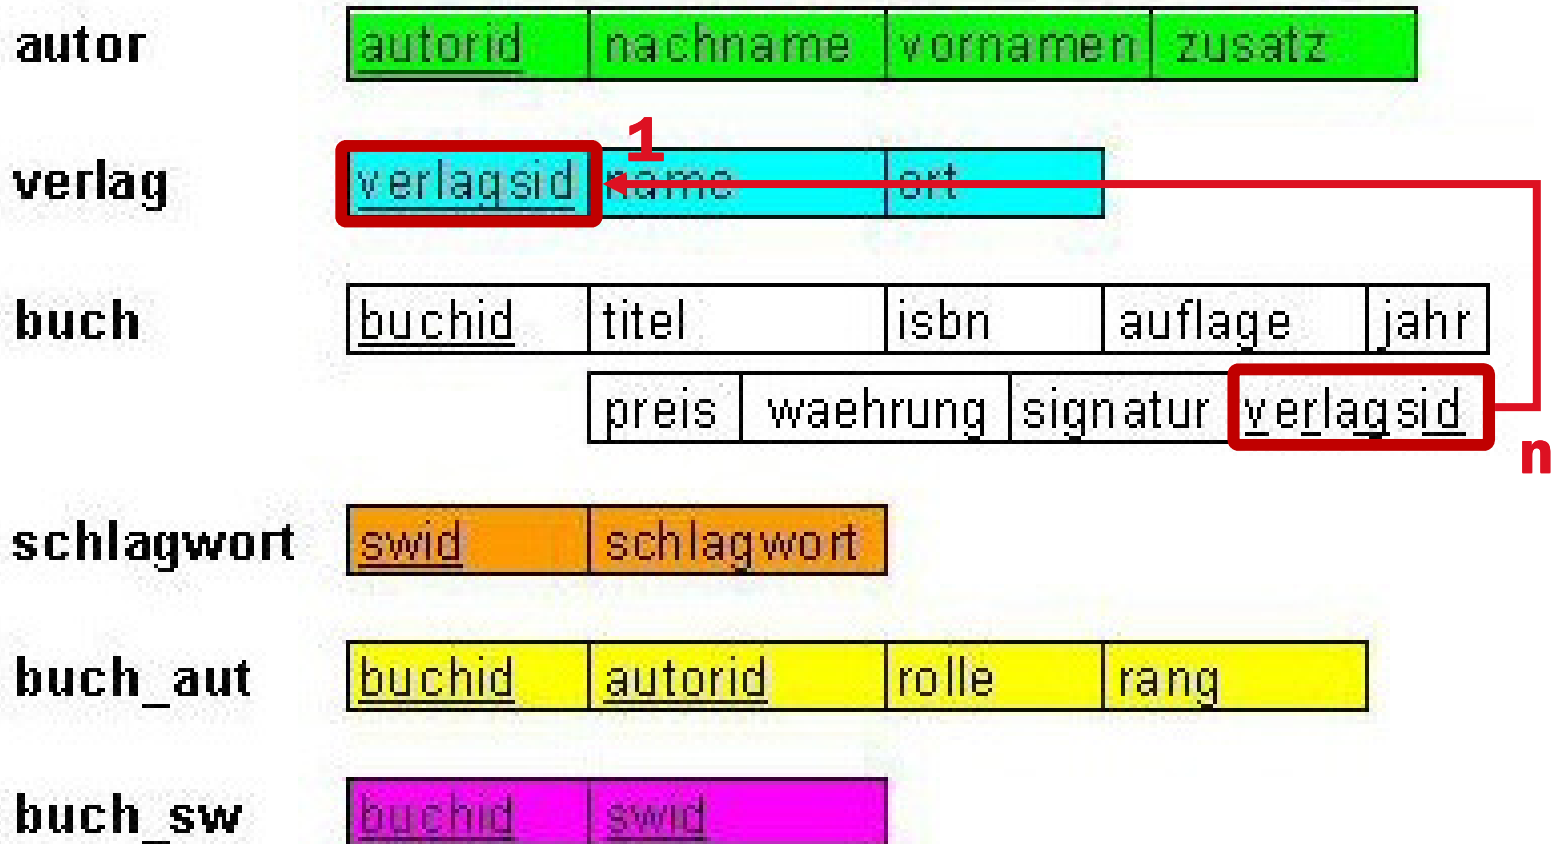 autor autorid nachname vornamen zusatz
1
verlag verlagsid name ort
buch buchid titel isbn auflage jahr
preis waehrung signatur verlagsid
n
schlagwort swid schlagwort
buch_aut buchid autorid rolle rang
buch_sw buchid swid